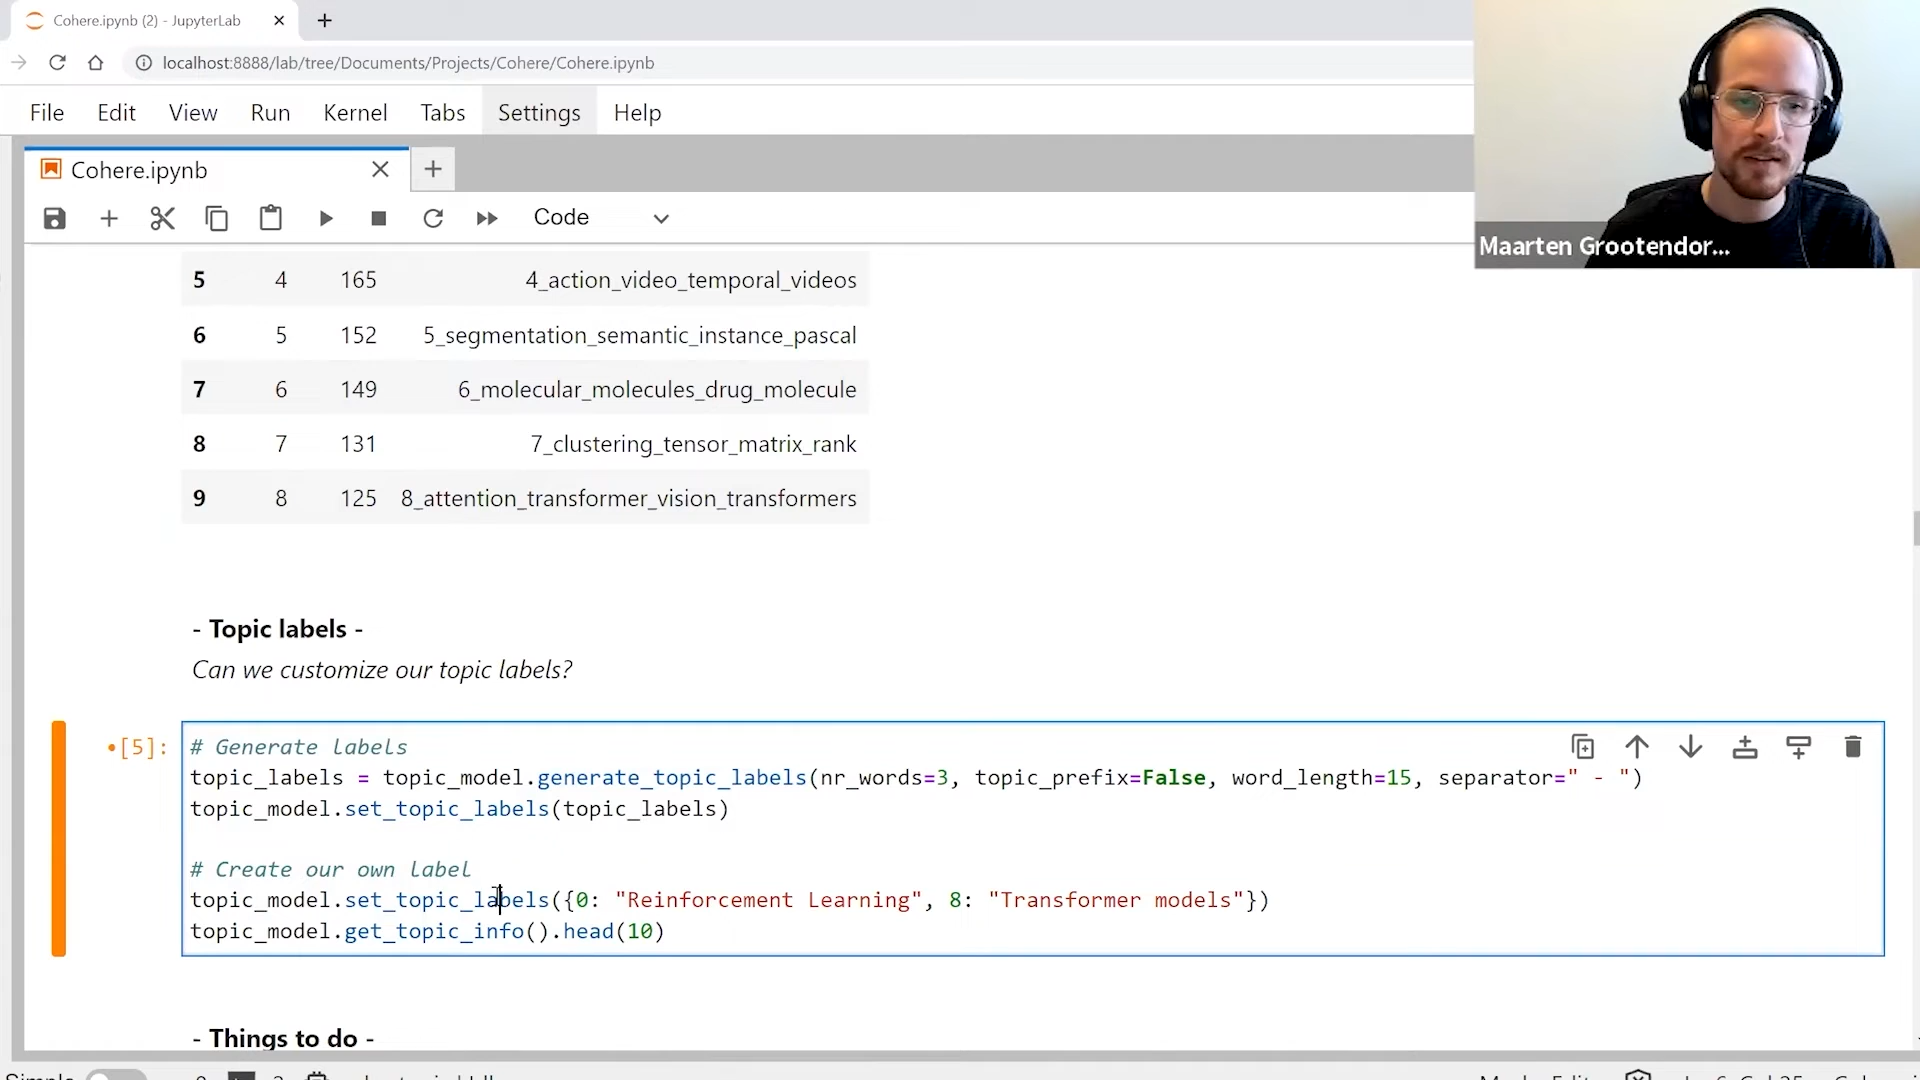 Cohere.ipynb (2) - JupyterLab
localhost:8888/lab/tree/Documents/Projects/Cohere/Cohere.ipynb
File Edit View Run Kernel Tabs Settings Help
Cohere.ipynb
Code
Maarten Grootendor...
5 4 165 4_action_video_temporal_videos
6 5 152 5_segmentation_semantic_instance_pascal
7 6 149 6_molecular_molecules_drug_molecule
8 7 131 7_clustering_tensor_matrix_rank
9 8 125 8_attention_transformer_vision_transformers
- Topic labels -
Can we customize our topic labels?
•[5]:
# Generate labels
topic_labels = topic_model.generate_topic_labels(nr_words=3, topic_prefix=False, word_length=15, separator=" - ")
topic_model.set_topic_labels(topic_labels)
# Create our own label
topic_model.set_topic_labels({0: "Reinforcement Learning", 8: "Transformer models"})
topic_model.get_topic_info().head(10)
- Things to do -